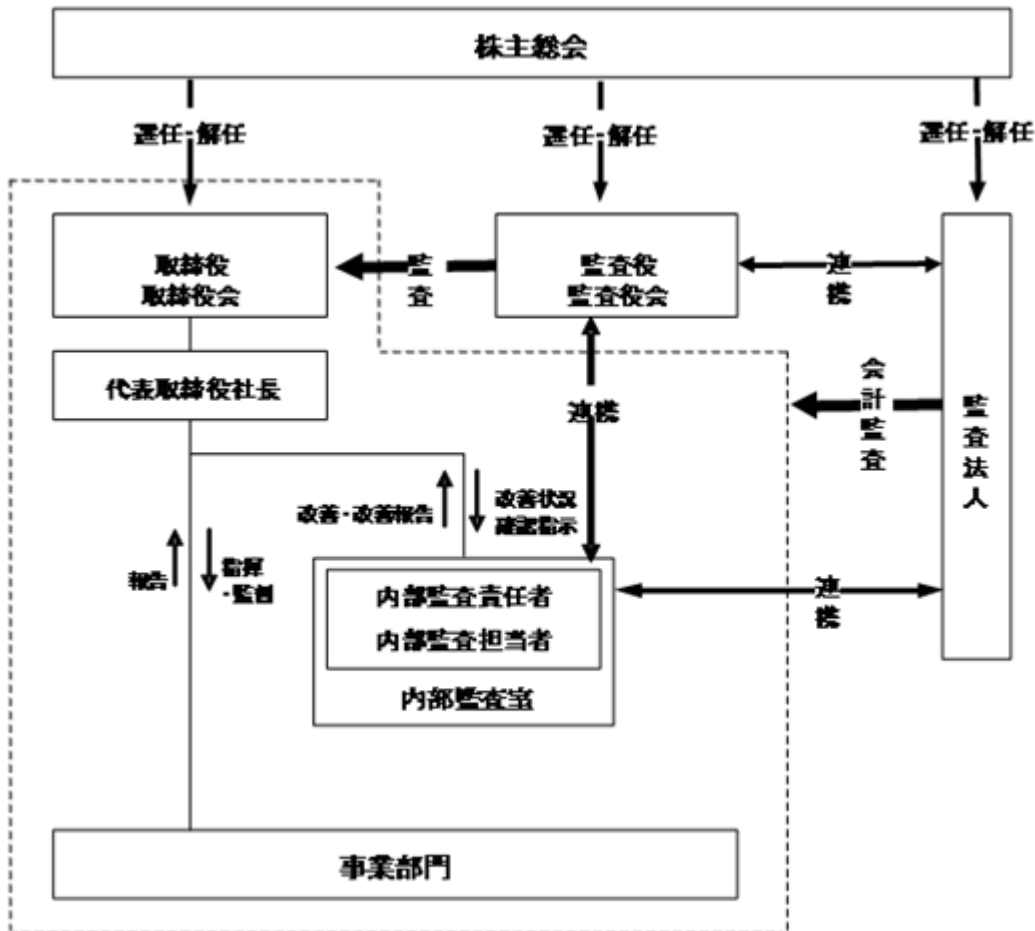 株主総会
選任・解任
選任・解任
選任・解任
取締役
取締役会
監査
監査役
監査役会
連携
代表取締役社長
連携
会計監査
監査法人
改善・改善報告
改善状況
確認指示
報告
指揮
・監督
内部監査責任者
内部監査担当者
内部監査室
連携
事業部門